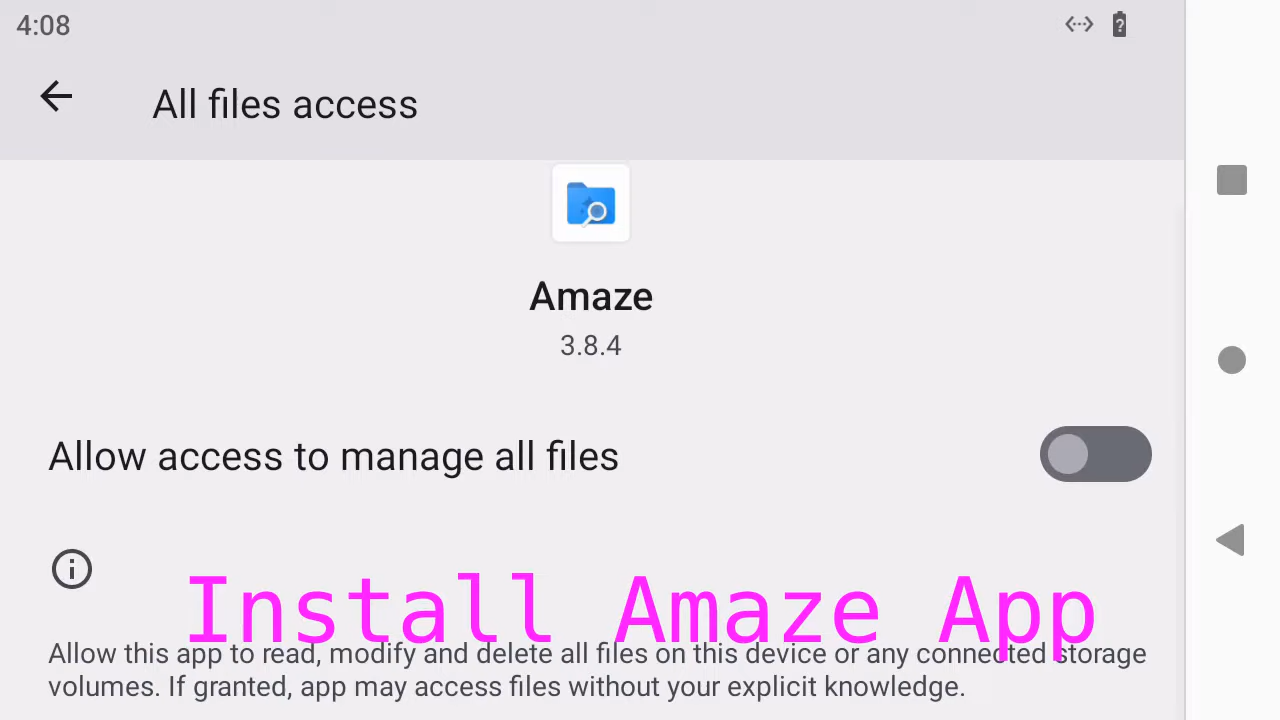 4:08
All files access
Amaze
3.8.4
Allow access to manage all files
Install Amaze App
Allow this app to read, modify and delete all files on this device or any connected storage
volumes. If granted, app may access files without your explicit knowledge.